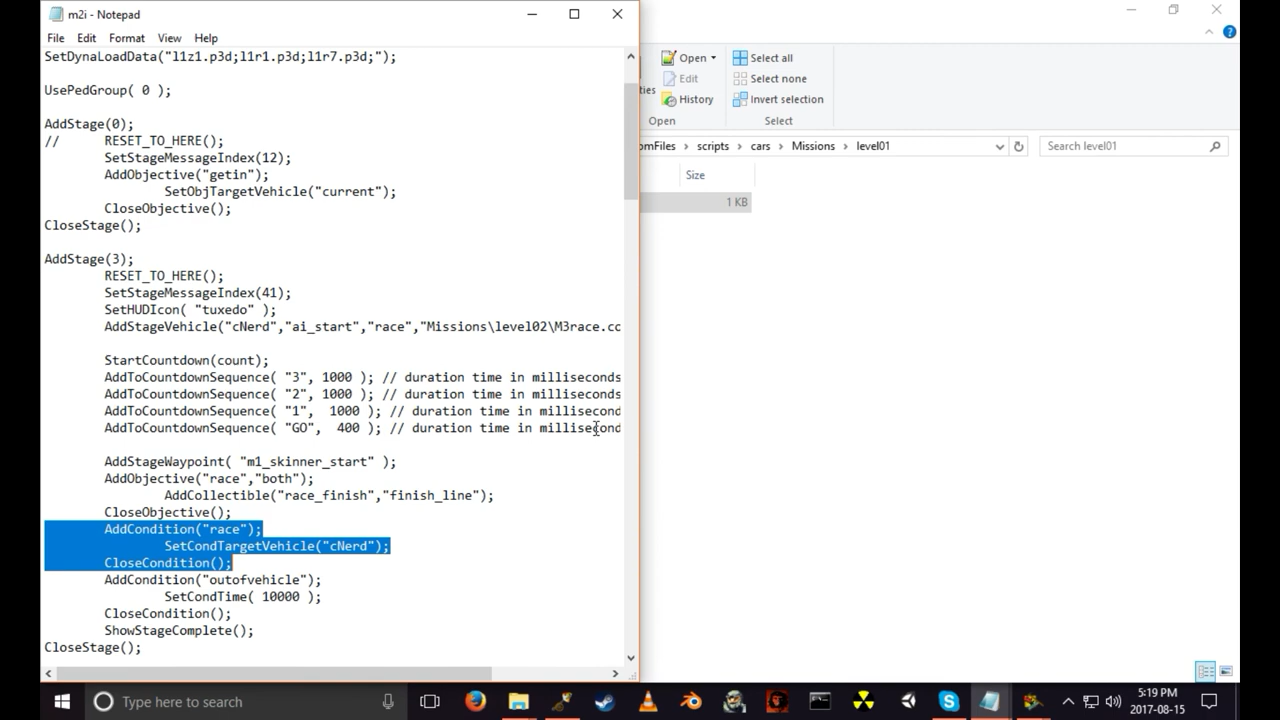 m2i - Notepad
File Edit Format View Help
SetDynaLoadData("l1z1.p3d;l1r1.p3d;l1r7.p3d;");
UsePedGroup( 0 );
AddStage(0);
// RESET_TO_HERE();
SetStageMessageIndex(12);
AddObjective("getin");
SetObjTargetVehicle("current");
CloseObjective();
CloseStage();
AddStage(3);
RESET_TO_HERE();
SetStageMessageIndex(41);
SetHUDIcon( "tuxedo" );
AddStageVehicle("cNerd","ai_start","race","Missions\level02\M3race.co
StartCountdown(count);
AddToCountdownSequence( "3", 1000 ); // duration time in milliseconds
AddToCountdownSequence( "2", 1000 ); // duration time in milliseconds
AddToCountdownSequence( "1", 1000 ); // duration time in millisecond
AddToCountdownSequence( "GO", 400 ); // duration time in millisecond
AddStageWaypoint( "m1_skinner_start" );
AddObjective("race","both");
AddCollectible("race_finish","finish_line");
CloseObjective();
AddCondition("race");
SetCondTargetVehicle("cNerd");
CloseCondition();
AddCondition("outofvehicle");
SetCondTime( 10000 );
CloseCondition();
ShowStageComplete();
CloseStage();
Open
Edit
ties
History
Open
Select all
Select none
Invert selection
Select
omFiles > scripts > cars > Missions > level01
Search level01
Size
1 KB
Type here to search
5:19 PM
2017-08-15